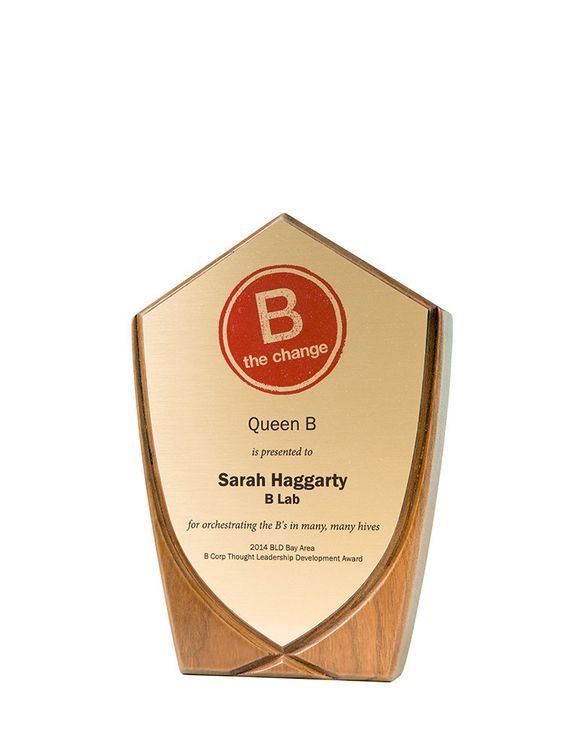 B
the change
Queen B
is presented to
Sarah Haggarty
B Lab
for orchestrating the B's in many, many hives
2014 BLD Bay Area
B Corp Thought Leadership Development Award